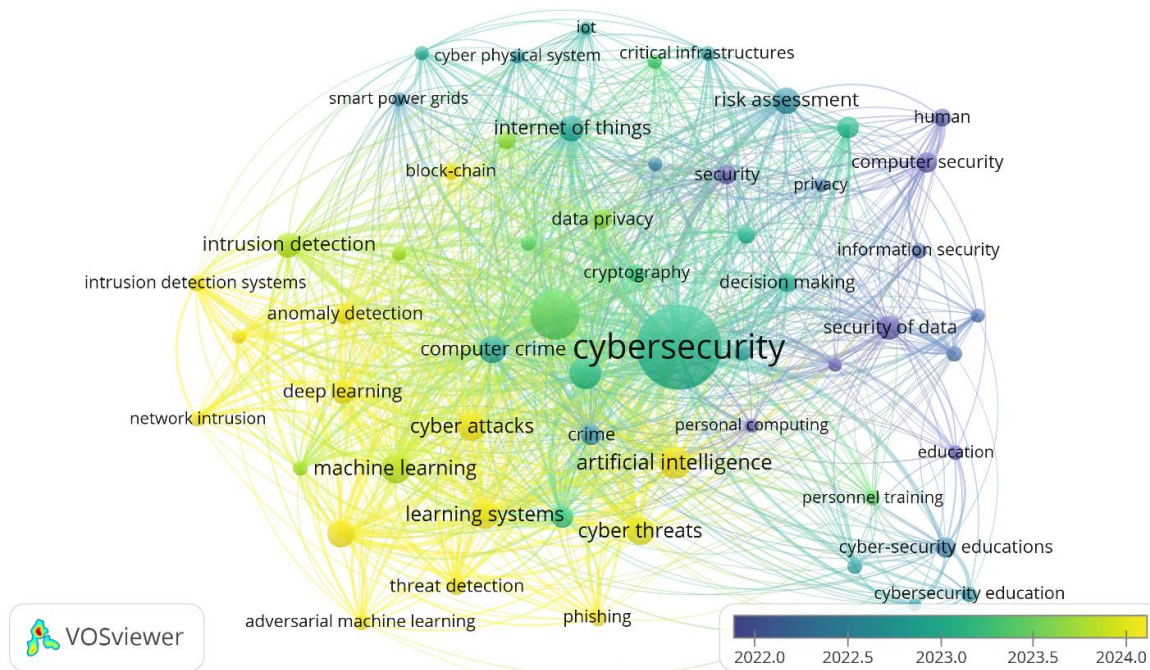 iot
cyber physical system
critical infrastructures
smart power grids
risk assessment
human
internet of things
computer security
block-chain
security
privacy
data privacy
intrusion detection
information security
cryptography
intrusion detection systems
decision making
anomaly detection
security of data
computer crime
cybersecurity
deep learning
network intrusion
cyber attacks
crime
personal computing
education
machine learning
artificial intelligence
personnel training
learning systems
cyber threats
cyber-security educations
threat detection
cybersecurity education
adversarial machine learning
phishing
VOSviewer
2022.0 2022.5 2023.0 2023.5 2024.0